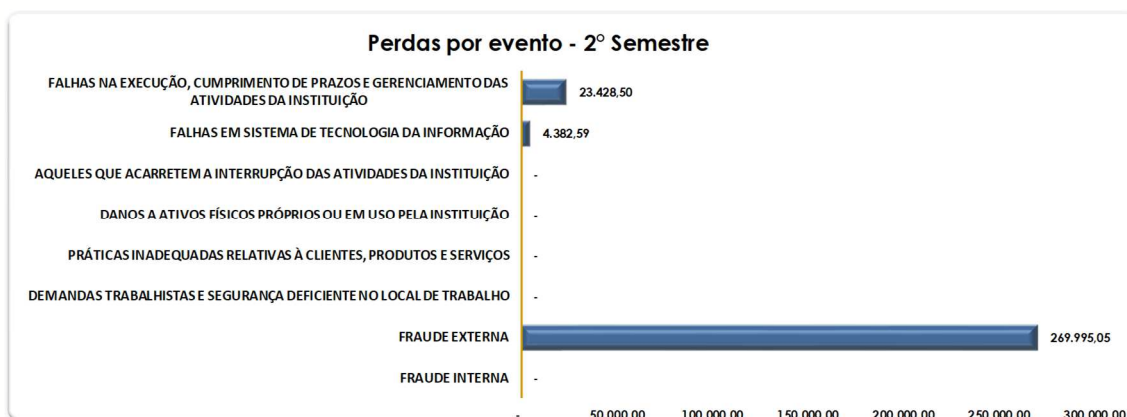 Perdas por evento - 2° Semestre
FALHAS NA EXECUÇÃO, CUMPRIMENTO DE PRAZOS E GERENCIAMENTO DAS
ATIVIDADES DA INSTITUIÇÃO
23.428,50
FALHAS EM SISTEMA DE TECNOLOGIA DA INFORMAÇÃO
4.382,59
AQUELES QUE ACARRETEM A INTERRUPÇÃO DAS ATIVIDADES DA INSTITUIÇÃO
-
DANOS A ATIVOS FÍSICOS PRÓPRIOS OU EM USO PELA INSTITUIÇÃO
-
PRÁTICAS INADEQUADAS RELATIVAS À CLIENTES, PRODUTOS E SERVIÇOS
-
DEMANDAS TRABALHISTAS E SEGURANÇA DEFICIENTE NO LOCAL DE TRABALHO
-
FRAUDE EXTERNA
269.995,05
FRAUDE INTERNA
-
- 50.000,00 100.000,00 150.000,00 200.000,00 250.000,00 300.000,00